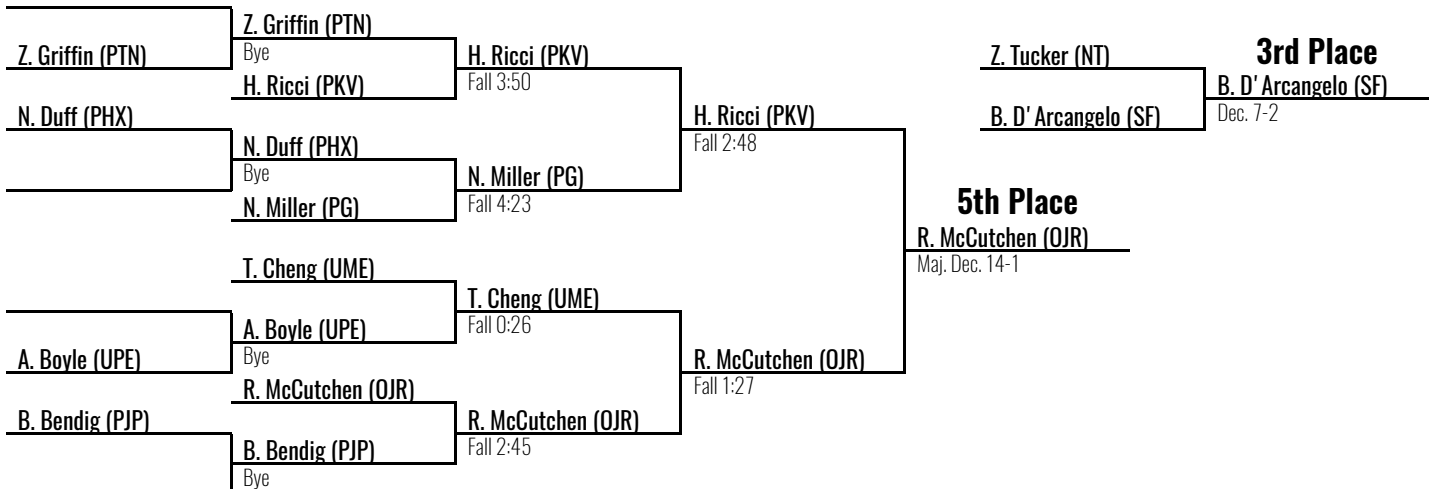 Z. Griffin (PTN)
N. Duff (PHX)
A. Boyle (UPE)
B. Bendig (PJP)
Z. Griffin (PTN)
Bye
H. Ricci (PKV)
N. Duff (PHX)
Bye
N. Miller (PG)
T. Cheng (UME)
A. Boyle (UPE)
Bye
R. McCutchen (OJR)
B. Bendig (PJP)
Bye
H. Ricci (PKV)
Fall 3:50
N. Miller (PG)
Fall 4:23
T. Cheng (UME)
Fall 0:26
R. McCutchen (OJR)
Fall 2:45
H. Ricci (PKV)
Fall 2:48
R. McCutchen (OJR)
Fall 1:27
5th Place
R. McCutchen (OJR)
Maj. Dec. 14-1
Z. Tucker (NT)
B. D'Arcangelo (SF)
3rd Place
B. D'Arcangelo (SF)
Dec. 7-2